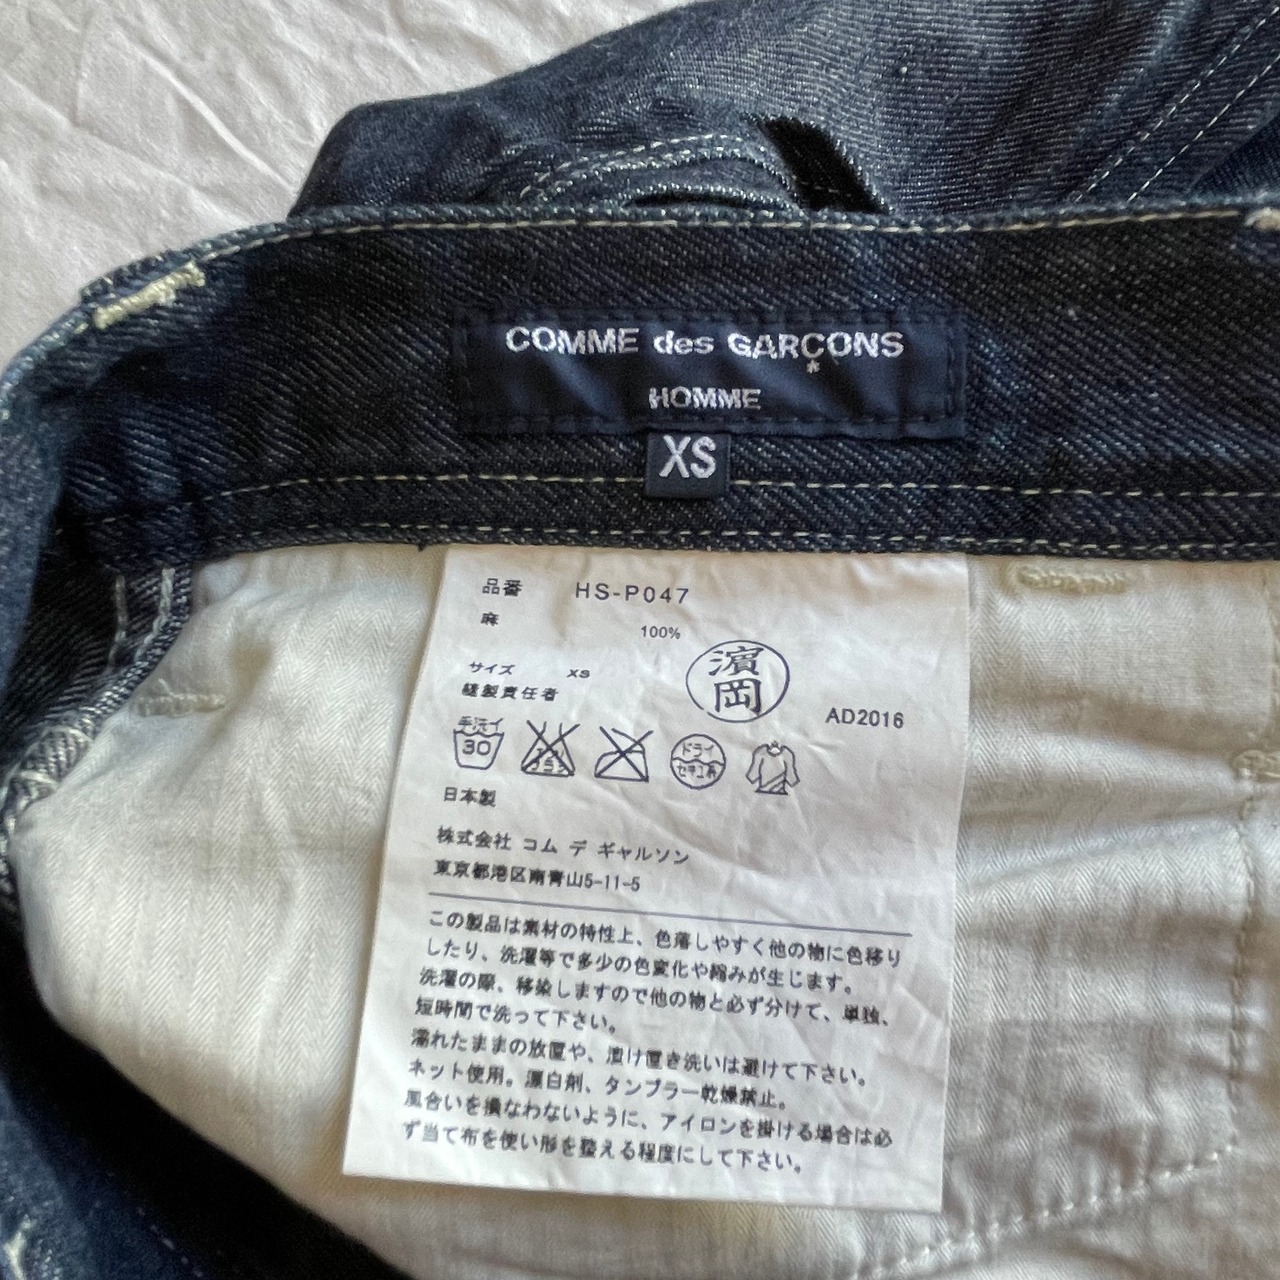 COMME des GARÇONS
HOMME
XS
品番 HS-P047
麻 100%
サイズ XS
縫製責任者 濱岡 AD2016
手洗イ 30
ドライ
セキユ系
日本製
株式会社 コム デ ギャルソン
東京都港区南青山5-11-5
この製品は素材の特性上、色落しやすく他の物に色移り
したり、洗濯等で多少の色変化や縮みが生じます。
洗濯の際、移染しますので他の物と必ず分けて、単独、
短時間で洗って下さい。
濡れたままの放置や、漬け置き洗いは避けて下さい。
ネット使用。漂白剤、タンブラー乾燥禁止。
風合いを損なわないように、アイロンを掛ける場合は必
ず当て布を使い形を整える程度にして下さい。